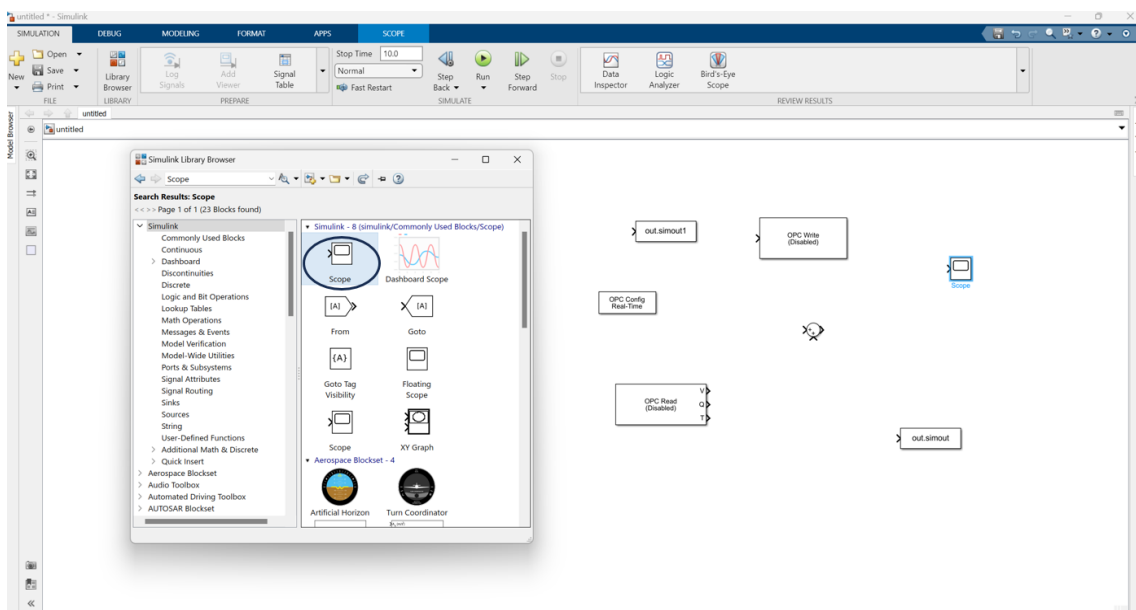 untitled * - Simulink
SIMULATION DEBUG MODELING FORMAT APPS SCOPE
New
Open
Save
Print
FILE
Library Browser
LIBRARY
Log Signals
Add Viewer
Signal Table
PREPARE
Stop Time 10.0
Normal
Fast Restart
Step Back
Run
Step Forward
Stop
SIMULATE
Data Inspector
Logic Analyzer
Bird's-Eye Scope
REVIEW RESULTS
Model Browser
untitled
untitled
Simulink Library Browser
Scope
Search Results: Scope
<< >> Page 1 of 1 (23 Blocks found)
Simulink
Commonly Used Blocks
Continuous
Dashboard
Discontinuities
Discrete
Logic and Bit Operations
Lookup Tables
Math Operations
Messages & Events
Model Verification
Model-Wide Utilities
Ports & Subsystems
Signal Attributes
Signal Routing
Sinks
Sources
String
User-Defined Functions
Additional Math & Discrete
Quick Insert
Aerospace Blockset
Audio Toolbox
Automated Driving Toolbox
AUTOSAR Blockset
Simulink - 8 (simulink/Commonly Used Blocks/Scope)
Scope
Dashboard Scope
[A]
[A]
From
Goto
{A}
Goto Tag
Visibility
Floating
Scope
Scope
XY Graph
Aerospace Blockset - 4
Artificial Horizon
Turn Coordinator
out.simout1
OPC Write
(Disabled)
Scope
OPC Config
Real-Time
OPC Read
(Disabled)
V
Q
T
out.simout